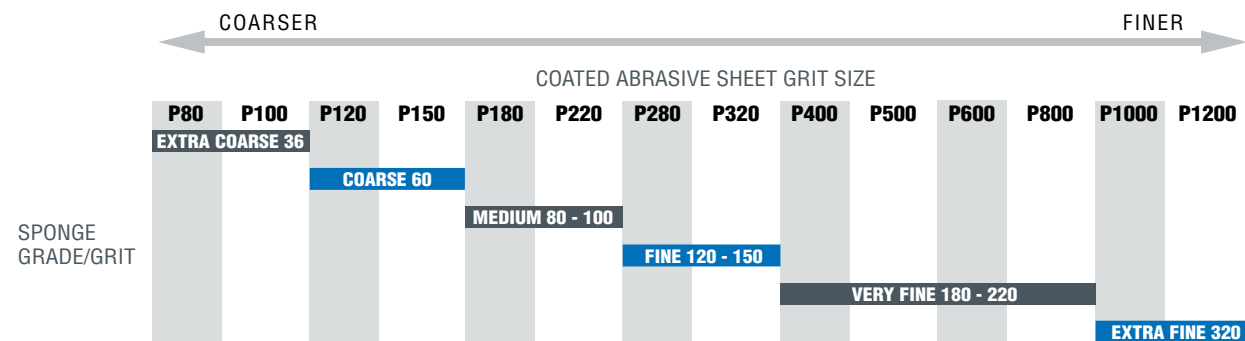 COARSER FINER
COATED ABRASIVE SHEET GRIT SIZE
P80 P100 P120 P150 P180 P220 P280 P320 P400 P500 P600 P800 P1000 P1200
EXTRA COARSE 36
COARSE 60
MEDIUM 80 - 100
SPONGE
GRADE/GRIT
FINE 120 - 150
VERY FINE 180 - 220
EXTRA FINE 320